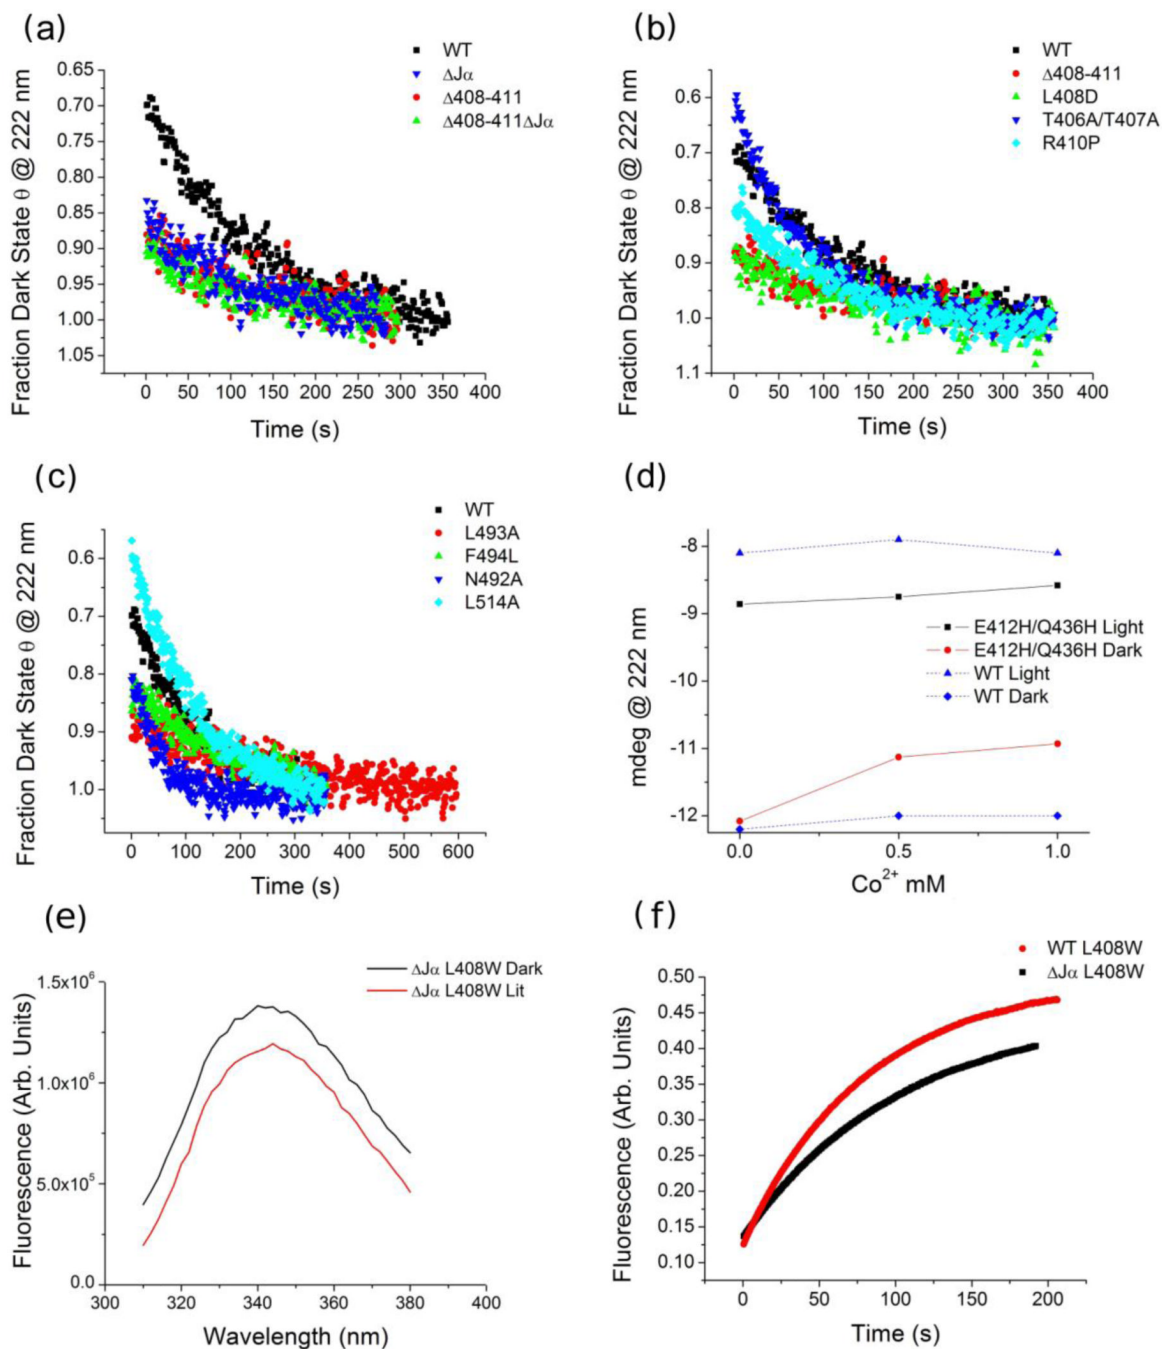 (a)
WT
ΔJα
Δ408-411
Δ408-411ΔJα
0.65
0.70
0.75
0.80
0.85
0.90
0.95
1.00
1.05
Fraction Dark State θ @ 222 nm
0 50 100 150 200 250 300 350 400
Time (s)
(b)
WT
Δ408-411
L408D
T406A/T407A
R410P
0.6
0.7
0.8
0.9
1.0
1.1
Fraction Dark State θ @ 222 nm
0 50 100 150 200 250 300 350 400
Time (s)
(c)
WT
L493A
F494L
N492A
L514A
0.6
0.7
0.8
0.9
1.0
Fraction Dark State θ @ 222 nm
0 100 200 300 400 500 600
Time (s)
(d)
-8
-9
-10
-11
-12
mdeg @ 222 nm
E412H/Q436H Light
E412H/Q436H Dark
WT Light
WT Dark
0.0 0.5 1.0
Co²⁺ mM
(e)
ΔJα L408W Dark
ΔJα L408W Lit
1.5x10⁶
1.0x10⁶
5.0x10⁵
0.0
Fluorescence (Arb. Units)
300 320 340 360 380 400
Wavelength (nm)
(f)
WT L408W
ΔJα L408W
0.50
0.45
0.40
0.35
0.30
0.25
0.20
0.15
0.10
Fluorescence (Arb. Units)
0 50 100 150 200
Time (s)